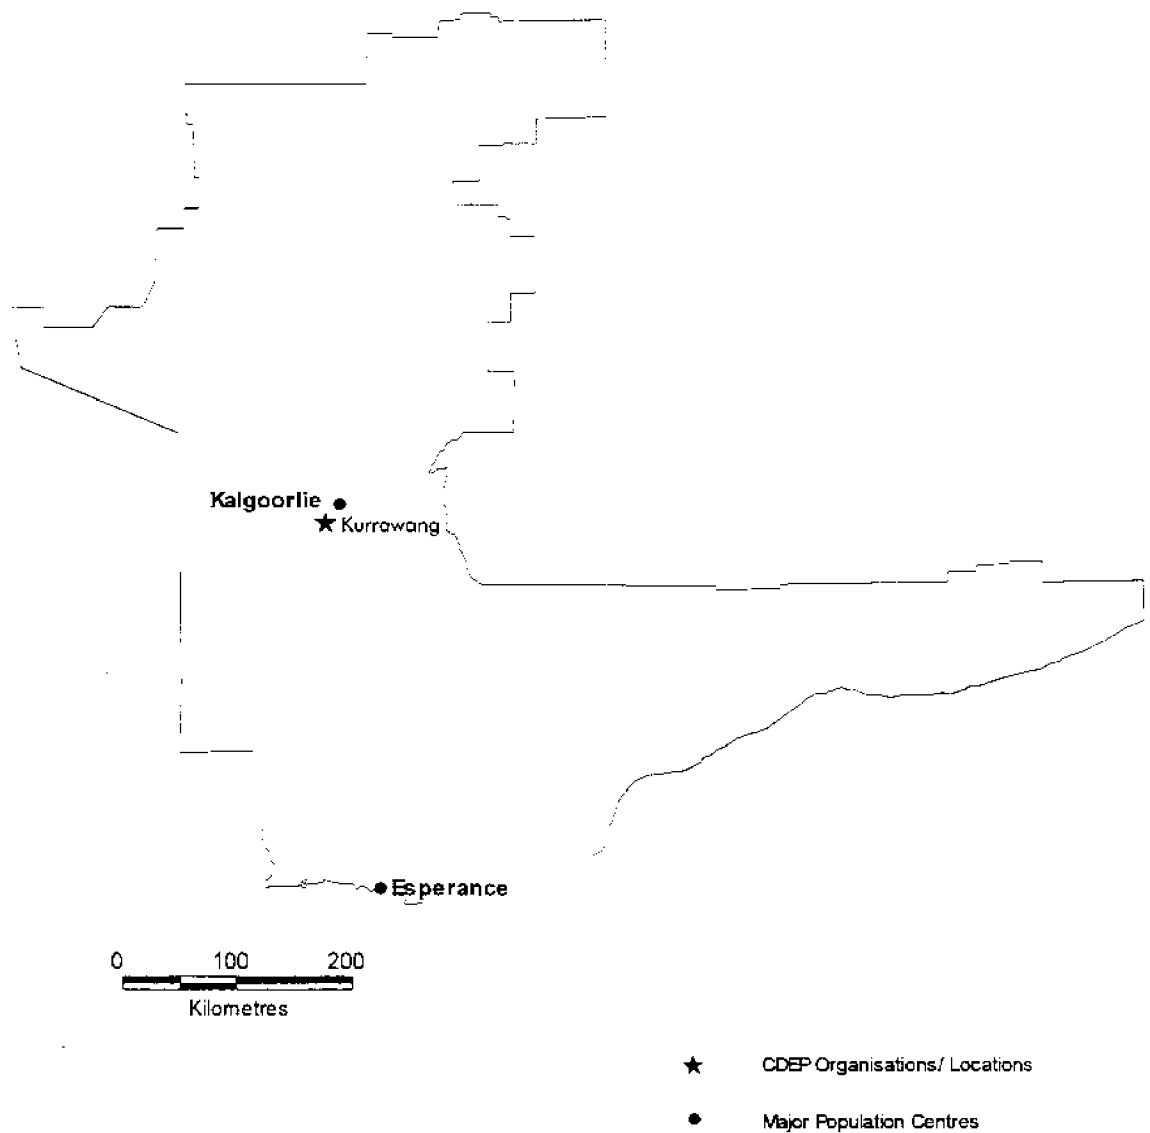 Kalgoorlie
Kurrawang
Esperance
0 100 200
Kilometres
CDEP Organisations/ Locations
Major Population Centres